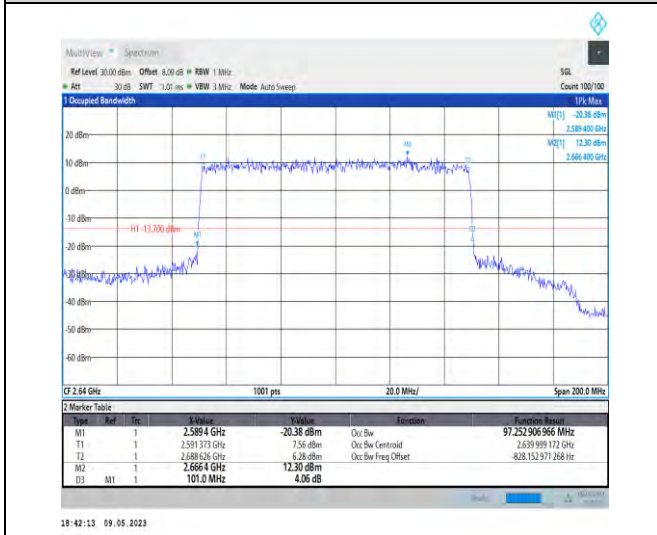 MultiView Spectrum
Ref Level 30.00 dBm Offset 8.00 dB RBW 1 MHz SGL
Att 30 dB SWT 1.01 ms VBW 3 MHz Mode Auto Sweep Count 100/100
1 Occupied Bandwidth 1Pk Max
M1[1] -20.38 dBm
2.589 400 GHz
20 dBm M2[1] 12.30 dBm
2.666 400 GHz
M2
T1 T2
10 dBm
0 dBm
-10 dBm
H1 -13.700 dBm
M1 D3
-20 dBm
-30 dBm
-40 dBm
-50 dBm
-60 dBm
CF 2.64 GHz 1001 pts 20.0 MHz/ Span 200.0 MHz
2 Marker Table
Type Ref Trc X-Value Y-Value Function Function Result
M1 1 2.589 4 GHz -20.38 dBm Occ Bw 97.252 906 966 MHz
T1 1 2.591 373 GHz 7.56 dBm Occ Bw Centroid 2.639 999 172 GHz
T2 1 2.688 626 GHz 6.28 dBm Occ Bw Freq Offset -828.152 971 268 Hz
M2 1 2.666 4 GHz 12.30 dBm
D3 M1 1 101.0 MHz 4.06 dB
18:42:13 09.05.2023